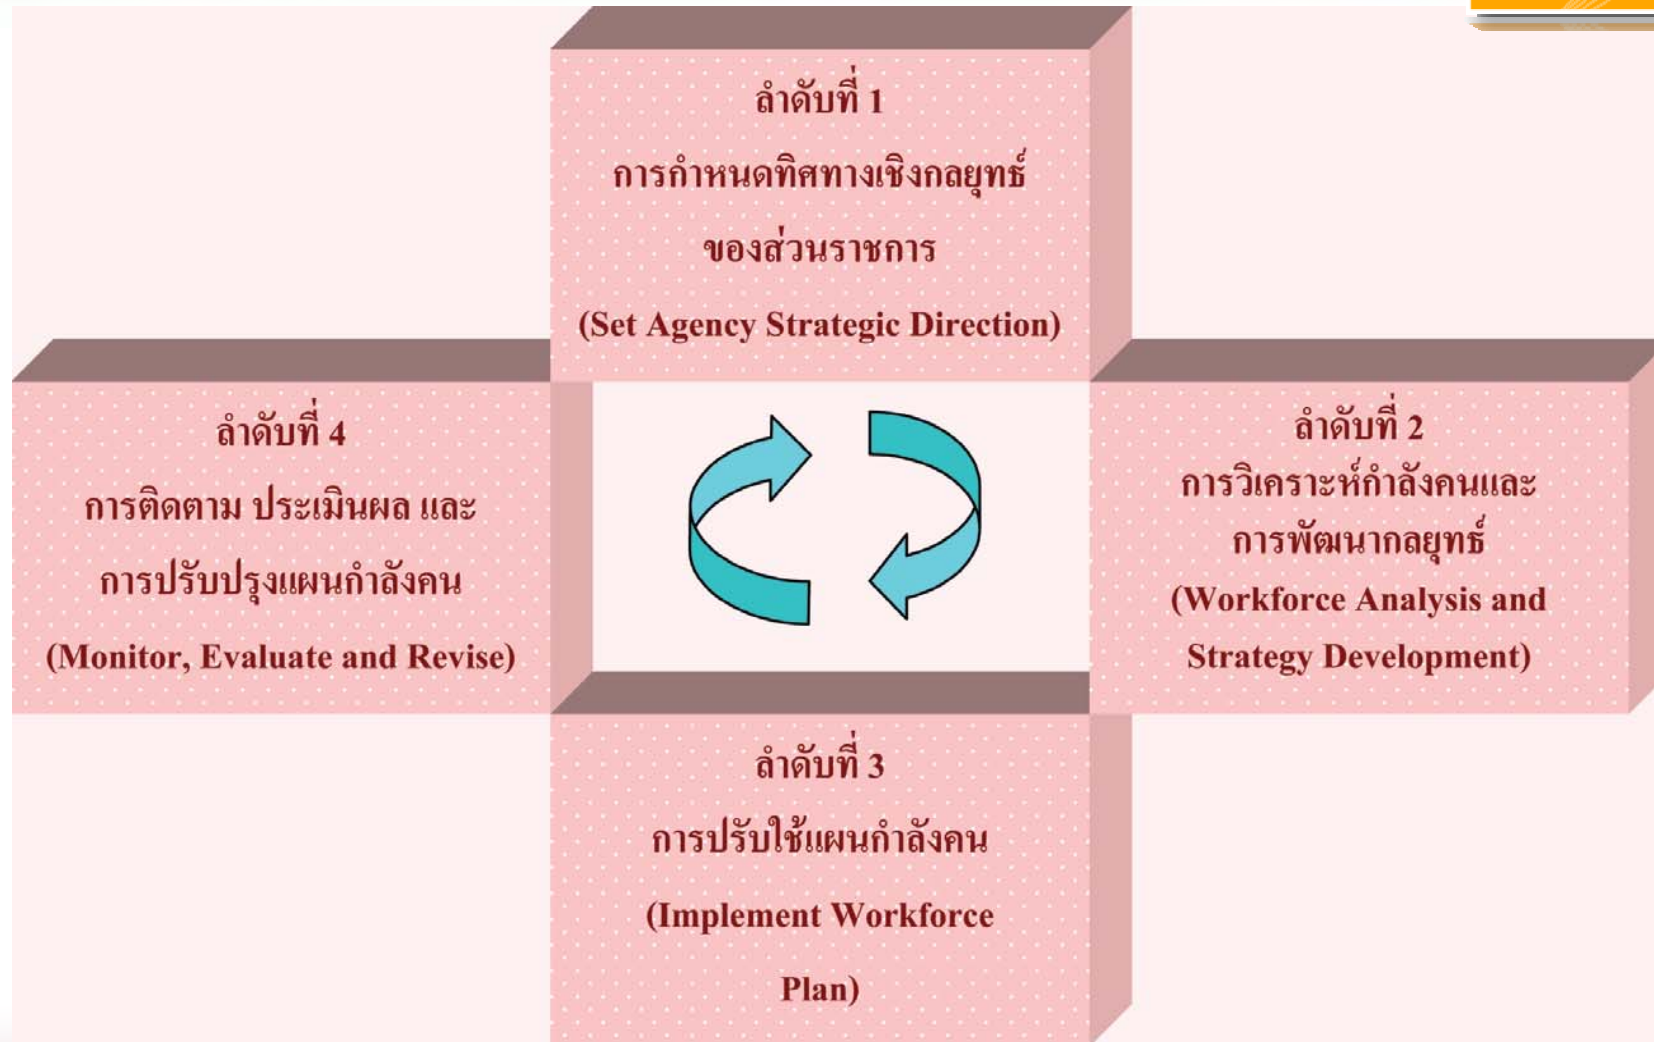 ลำดับที่ 1
การกำหนดทิศทางเชิงกลยุทธ์
ของส่วนราชการ
(Set Agency Strategic Direction)
ลำดับที่ 2
การวิเคราะห์กำลังคนและ
การพัฒนากลยุทธ์
(Workforce Analysis and
Strategy Development)
ลำดับที่ 3
การปรับใช้แผนกำลังคน
(Implement Workforce
Plan)
ลำดับที่ 4
การติดตาม ประเมินผล และ
การปรับปรุงแผนกำลังคน
(Monitor, Evaluate and Revise)